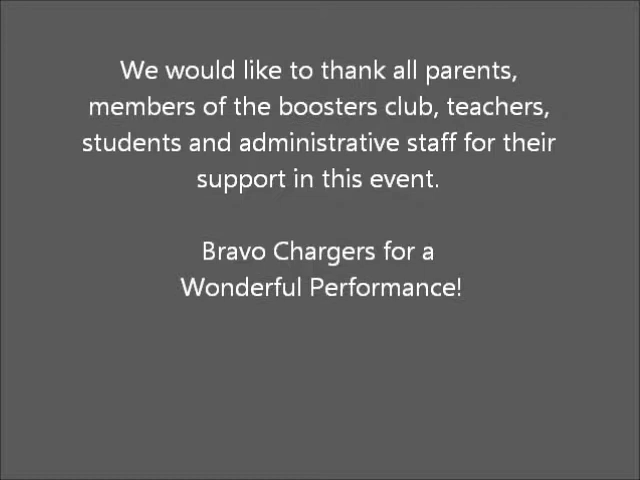 We would like to thank all parents,
members of the boosters club, teachers,
students and administrative staff for their
support in this event.
Bravo Chargers for a
Wonderful Performance!